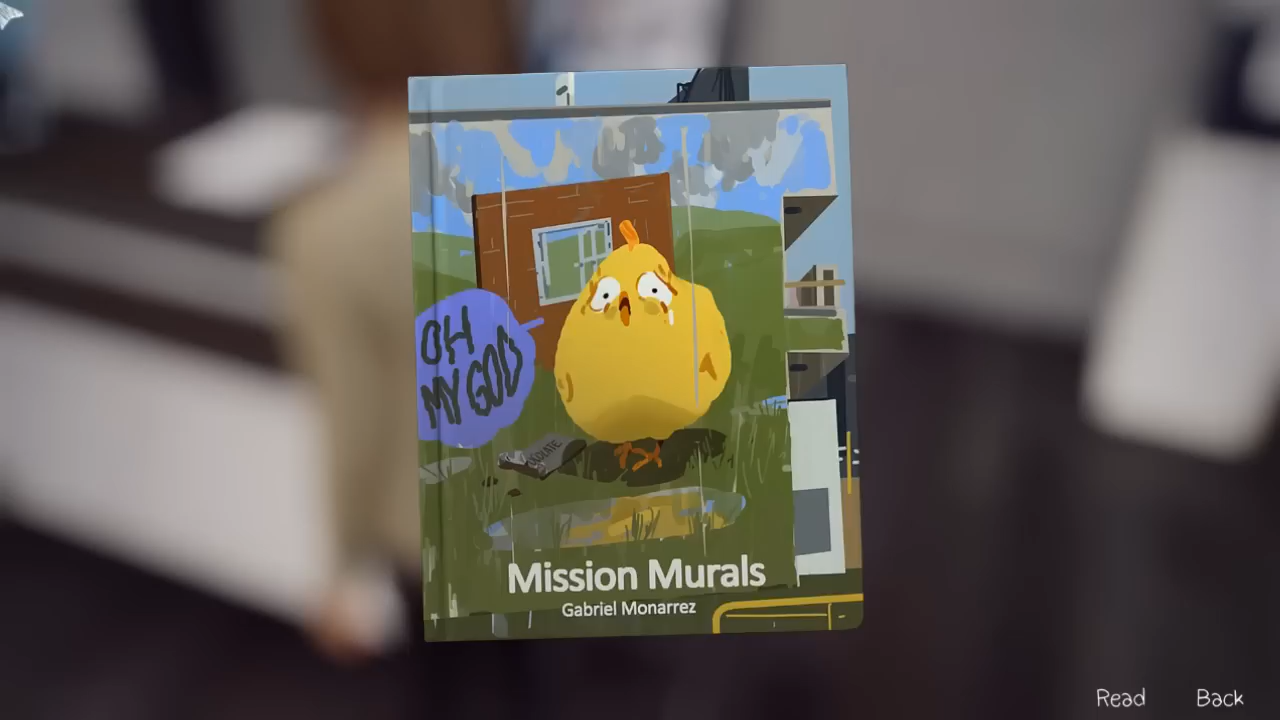 OH
MY GOD
Mission Murals
Gabriel Monarrez
Read Back